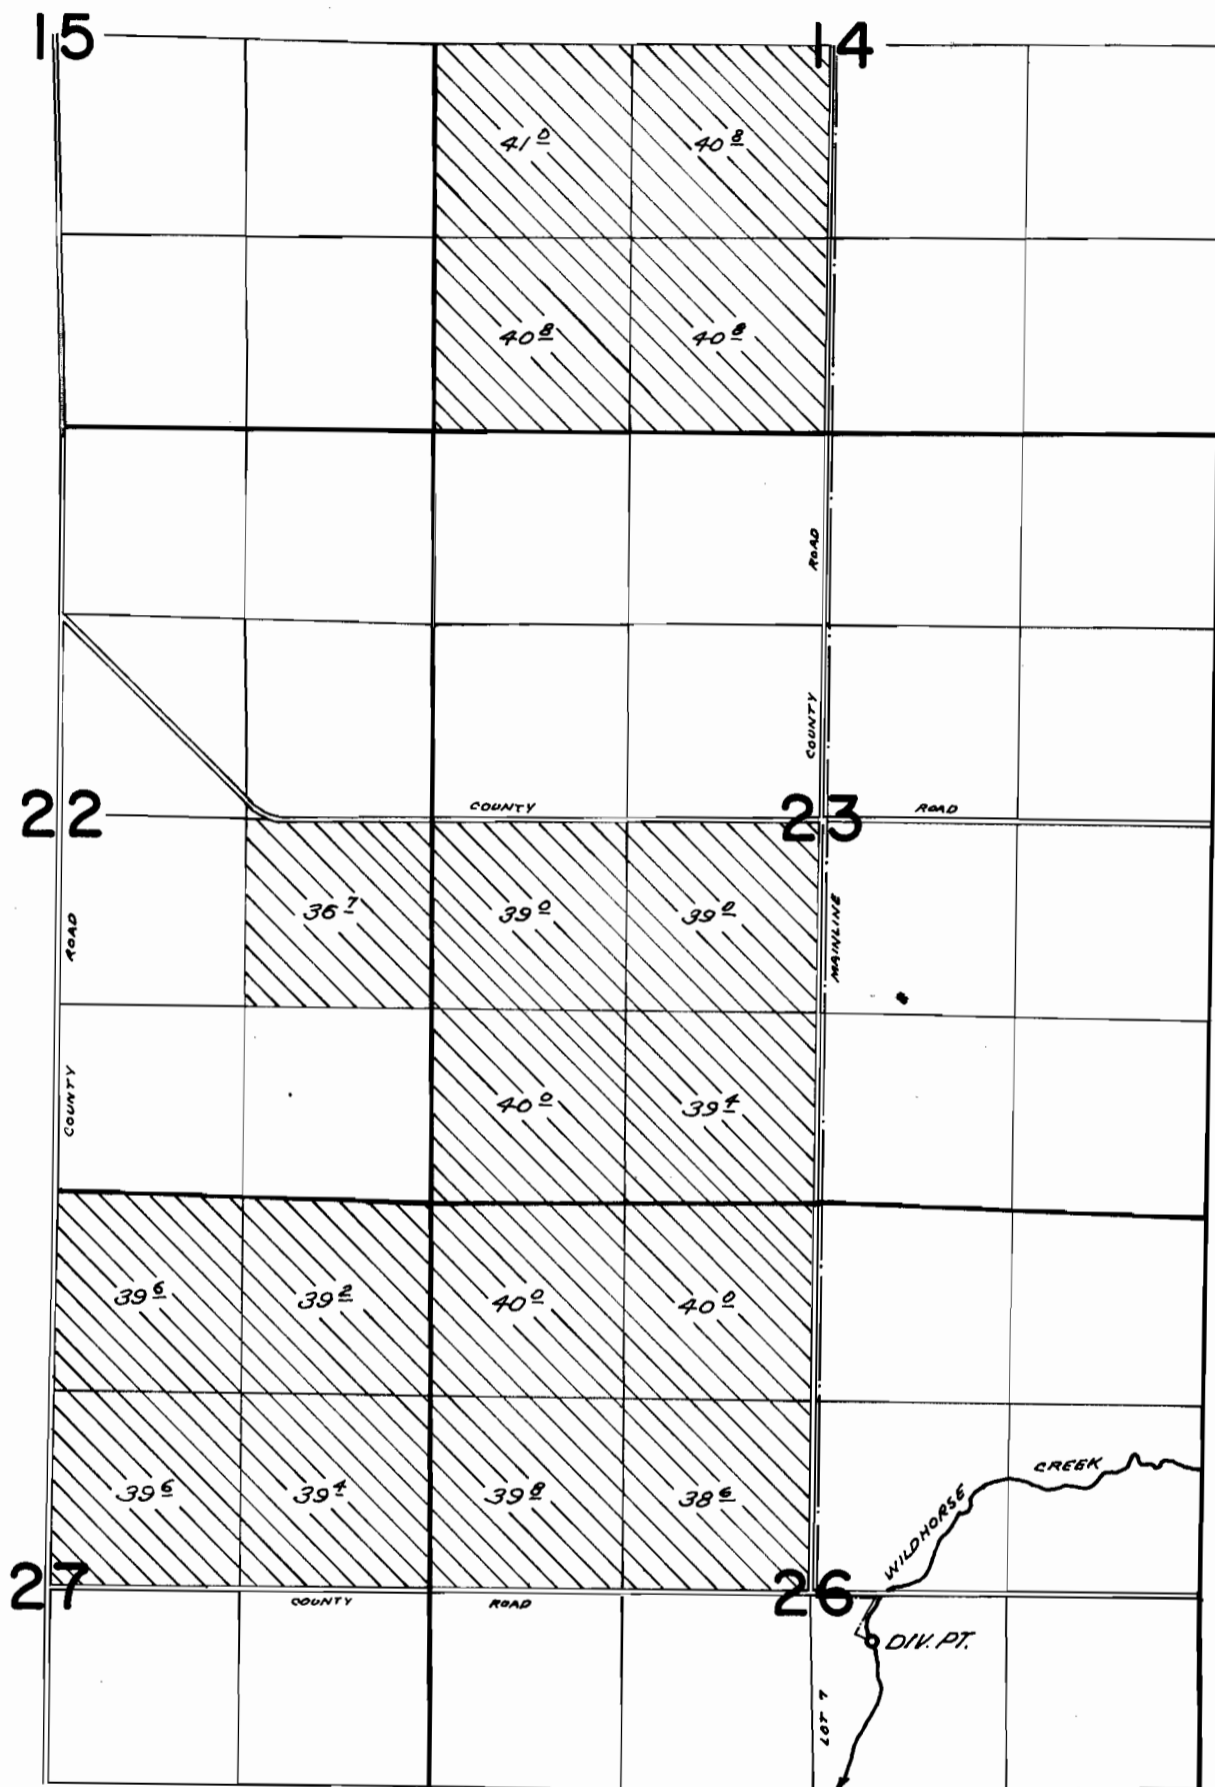 15 14
41 0 40 8
40 8 40 8
ROAD
COUNTY
22 COUNTY 23 ROAD
36 7 39 0 39 0
ROAD
MAINLINE
40 0 39 4
COUNTY
39 6 39 2 40 0 40 0
CREEK
WILDHORSE
39 6 39 4 39 8 38 6
27 26
COUNTY ROAD
DIV. PT.
LOT 7